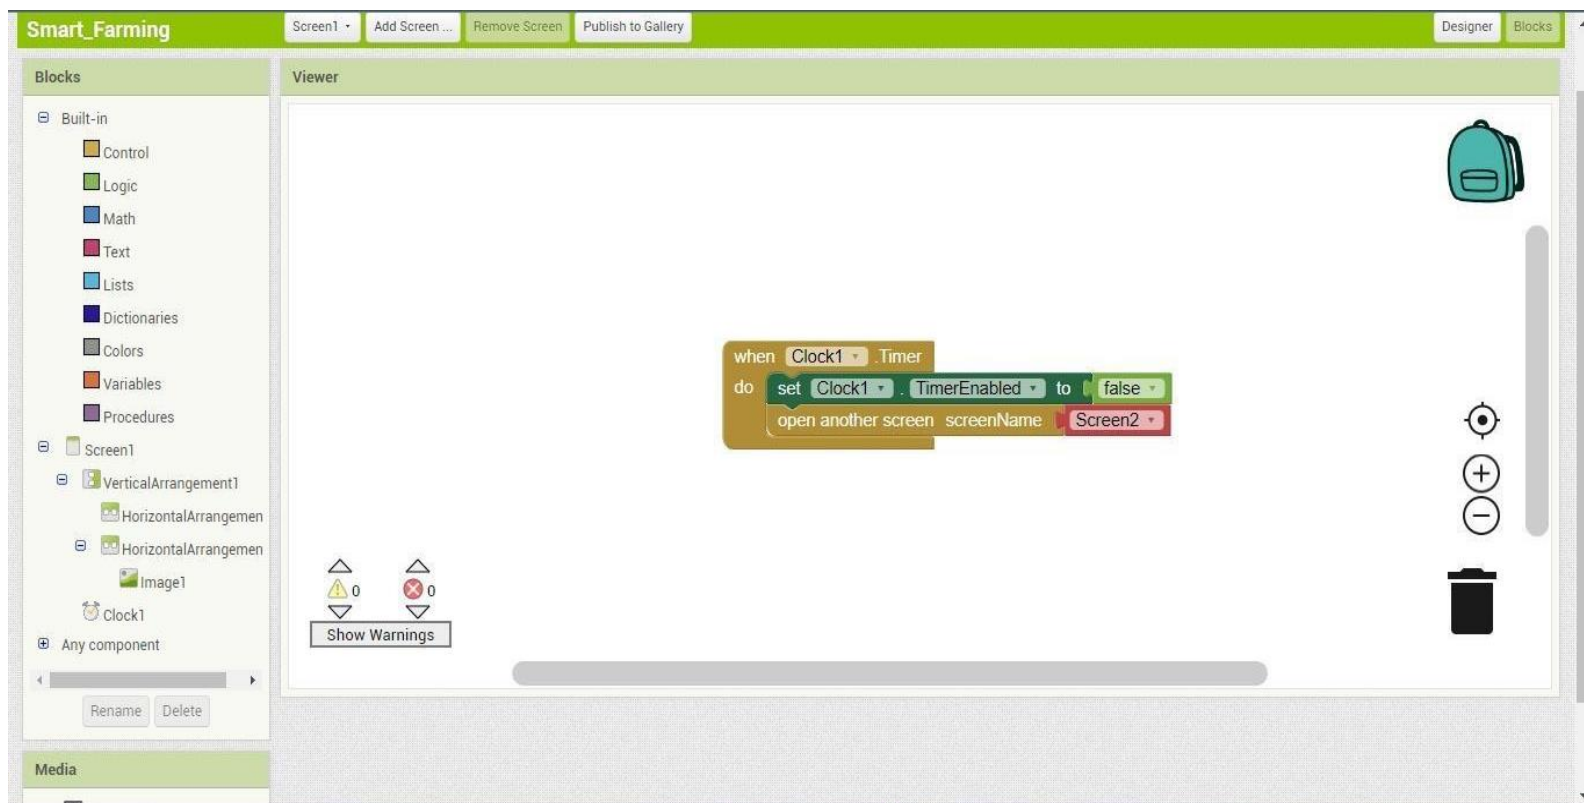 Smart_Farming
Screen1
Add Screen ...
Remove Screen
Publish to Gallery
Designer
Blocks
Blocks
Viewer
Built-in
Control
Logic
Math
Text
Lists
Dictionaries
Colors
Variables
Procedures
Screen1
VerticalArrangement1
HorizontalArrangemen
HorizontalArrangemen
Image1
Clock1
Any component
Rename
Delete
Media
when Clock1 .Timer
do set Clock1 . TimerEnabled to false
open another screen screenName Screen2
0
0
Show Warnings